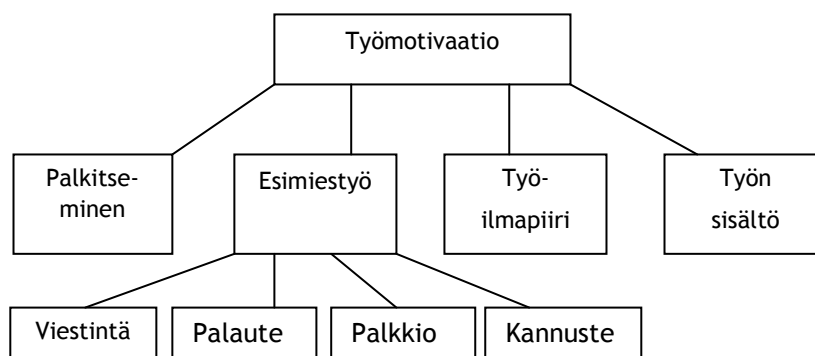 Työmotivaatio
Palkitse-
minen
Esimiestyö
Työ-
ilmapiiri
Työn
sisältö
Viestintä
Palaute
Palkkio
Kannuste